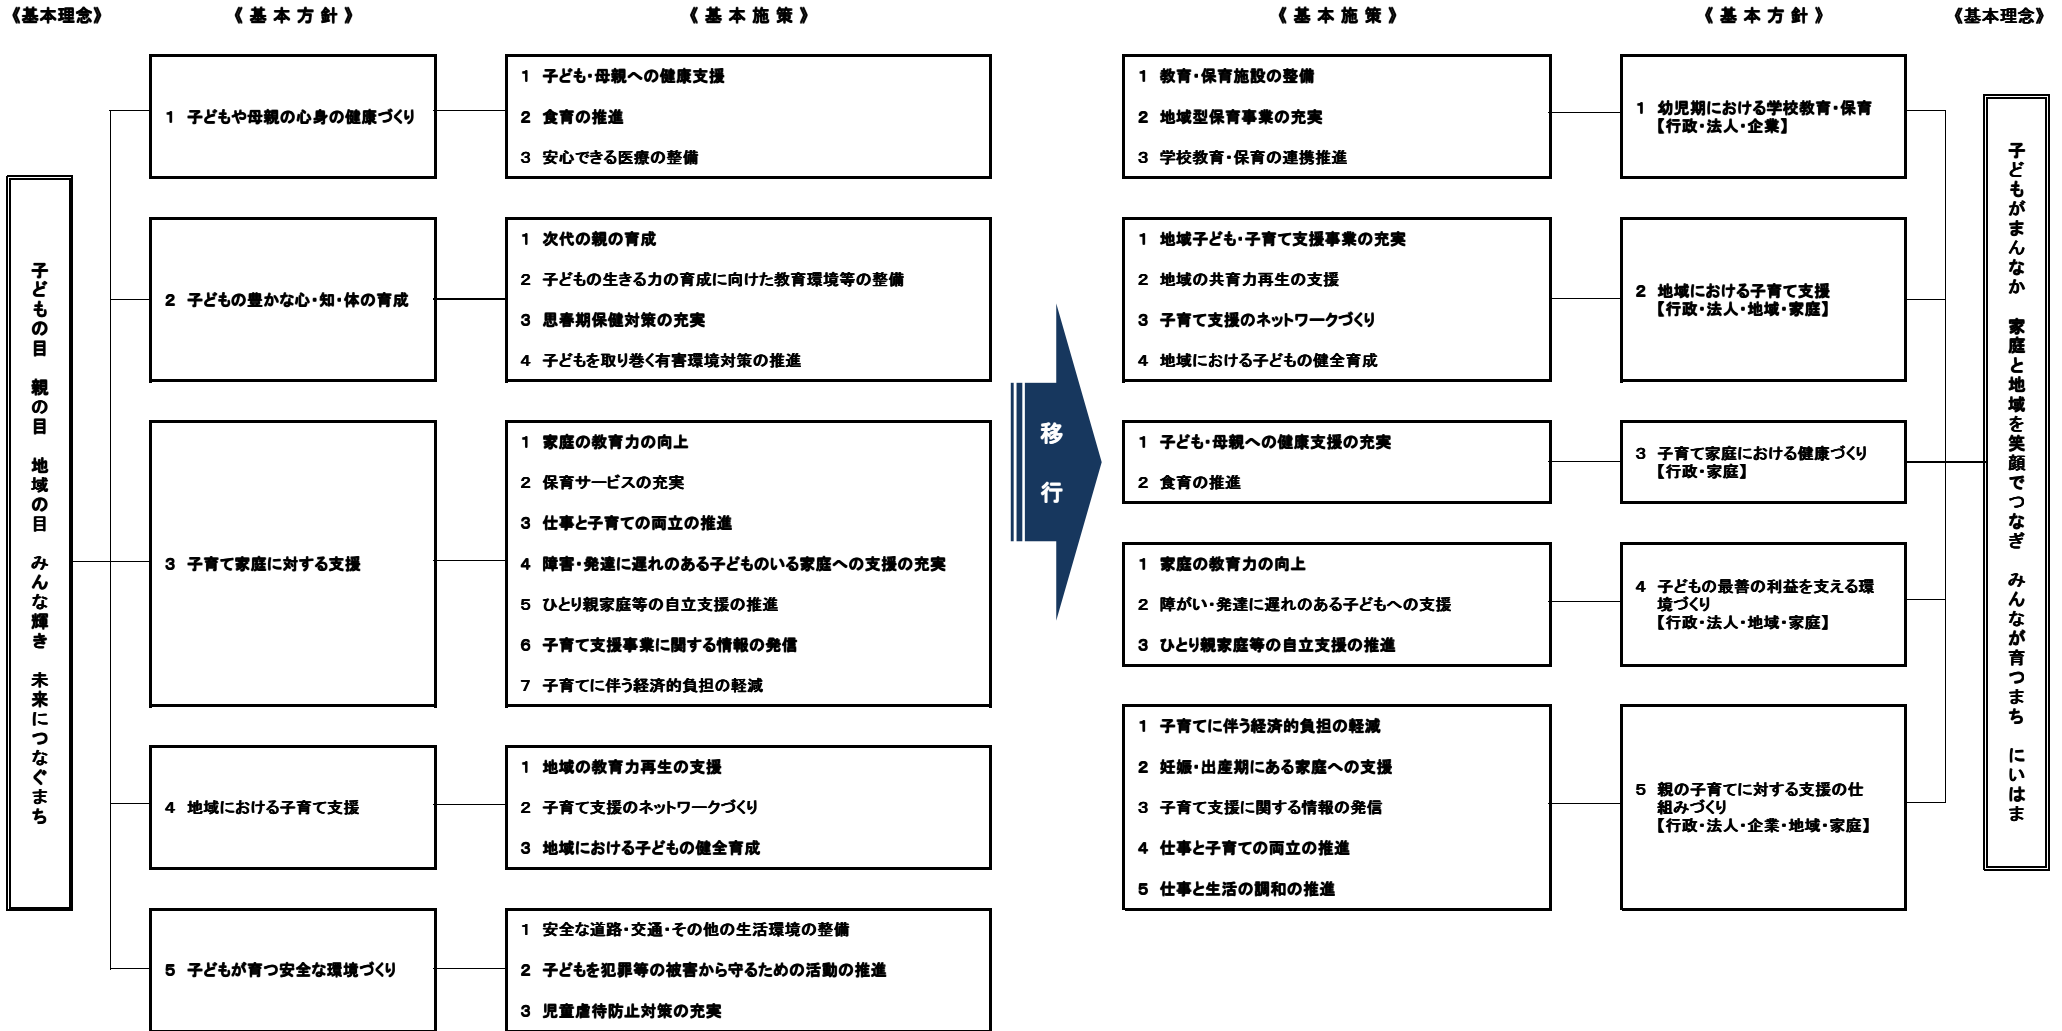 《基本理念》
《 基 本 方 針 》
《 基 本 施 策 》
子どもの目　親の目　地域の目　みんな輝き　未来につなぐまち
1 子どもや母親の心身の健康づくり
1 子ども・母親への健康支援
2 食育の推進
3 安心できる医療の整備
2 子どもの豊かな心・知・体の育成
1 次代の親の育成
2 子どもの生きる力の育成に向けた教育環境等の整備
3 思春期保健対策の充実
4 子どもを取り巻く有害環境対策の推進
3 子育て家庭に対する支援
1 家庭の教育力の向上
2 保育サービスの充実
3 仕事と子育ての両立の推進
4 障害・発達に遅れのある子どものいる家庭への支援の充実
5 ひとり親家庭等の自立支援の推進
6 子育て支援事業に関する情報の発信
7 子育てに伴う経済的負担の軽減
4 地域における子育て支援
1 地域の教育力再生の支援
2 子育て支援のネットワークづくり
3 地域における子どもの健全育成
5 子どもが育つ安全な環境づくり
1 安全な道路・交通・その他の生活環境の整備
2 子どもを犯罪等の被害から守るための活動の推進
3 児童虐待防止対策の充実
移行
《 基 本 施 策 》
《 基 本 方 針 》
《基本理念》
1 教育・保育施設の整備
2 地域型保育事業の充実
3 学校教育・保育の連携推進
1 幼児期における学校教育・保育
【行政・法人・企業】
1 地域子ども・子育て支援事業の充実
2 地域の共育力再生の支援
3 子育て支援のネットワークづくり
4 地域における子どもの健全育成
2 地域における子育て支援
【行政・法人・地域・家庭】
1 子ども・母親への健康支援の充実
2 食育の推進
3 子育て家庭における健康づくり
【行政・家庭】
1 家庭の教育力の向上
2 障がい・発達に遅れのある子どもへの支援
3 ひとり親家庭等の自立支援の推進
4 子どもの最善の利益を支える環
境づくり
【行政・法人・地域・家庭】
1 子育てに伴う経済的負担の軽減
2 妊娠・出産期にある家庭への支援
3 子育て支援に関する情報の発信
4 仕事と子育ての両立の推進
5 仕事と生活の調和の推進
5 親の子育てに対する支援の仕
組みづくり
【行政・法人・企業・地域・家庭】
子どもがまんなか　家庭と地域を笑顔でつなぎ　みんなが育つまち　にいはま